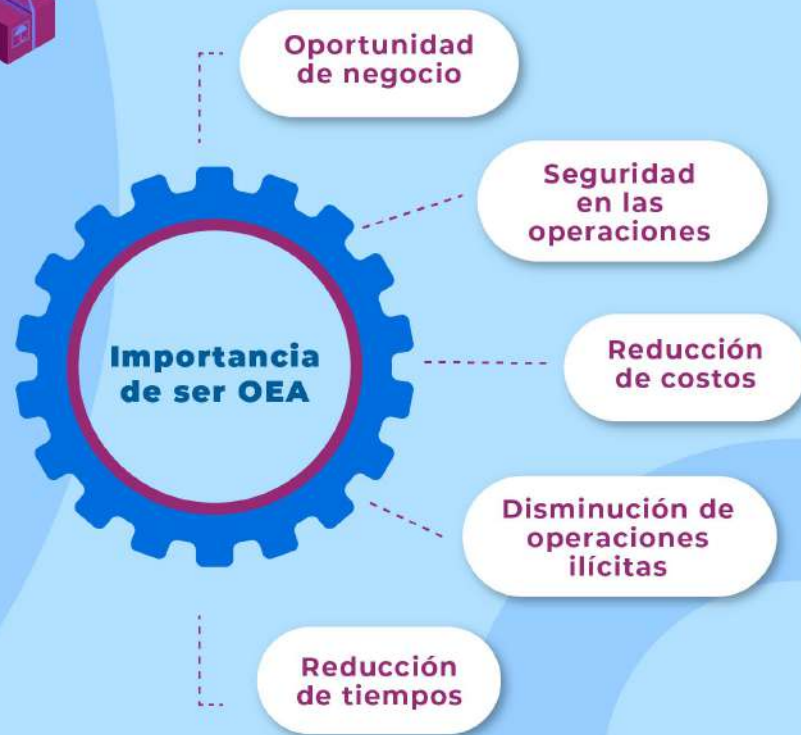 Oportunidad
de negocio
Seguridad
en las
operaciones
Importancia
de ser OEA
Reducción
de costos
Disminución de
operaciones
ilícitas
Reducción
de tiempos